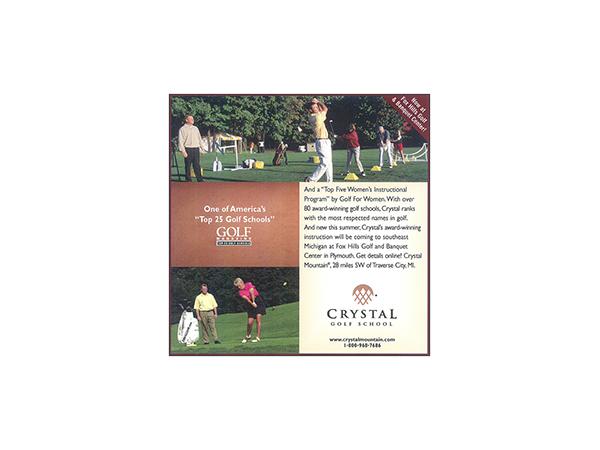 Now at
Fox Hills Golf
& Banquet Center!
One of America's
"Top 25 Golf Schools"
GOLF
MAGAZINE
And a "Top Five Women's Instructional
Program" by Golf For Women. With over
80 award-winning golf schools, Crystal ranks
with the most respected names in golf.
And new this summer, Crystal's award-winning
instruction will be coming to southeast
Michigan at Fox Hills Golf and Banquet
Center in Plymouth. Get details online! Crystal
Mountain®, 28 miles SW of Traverse City, MI.
CRYSTAL
GOLF SCHOOL
www.crystalmountain.com
1-800-968-7686